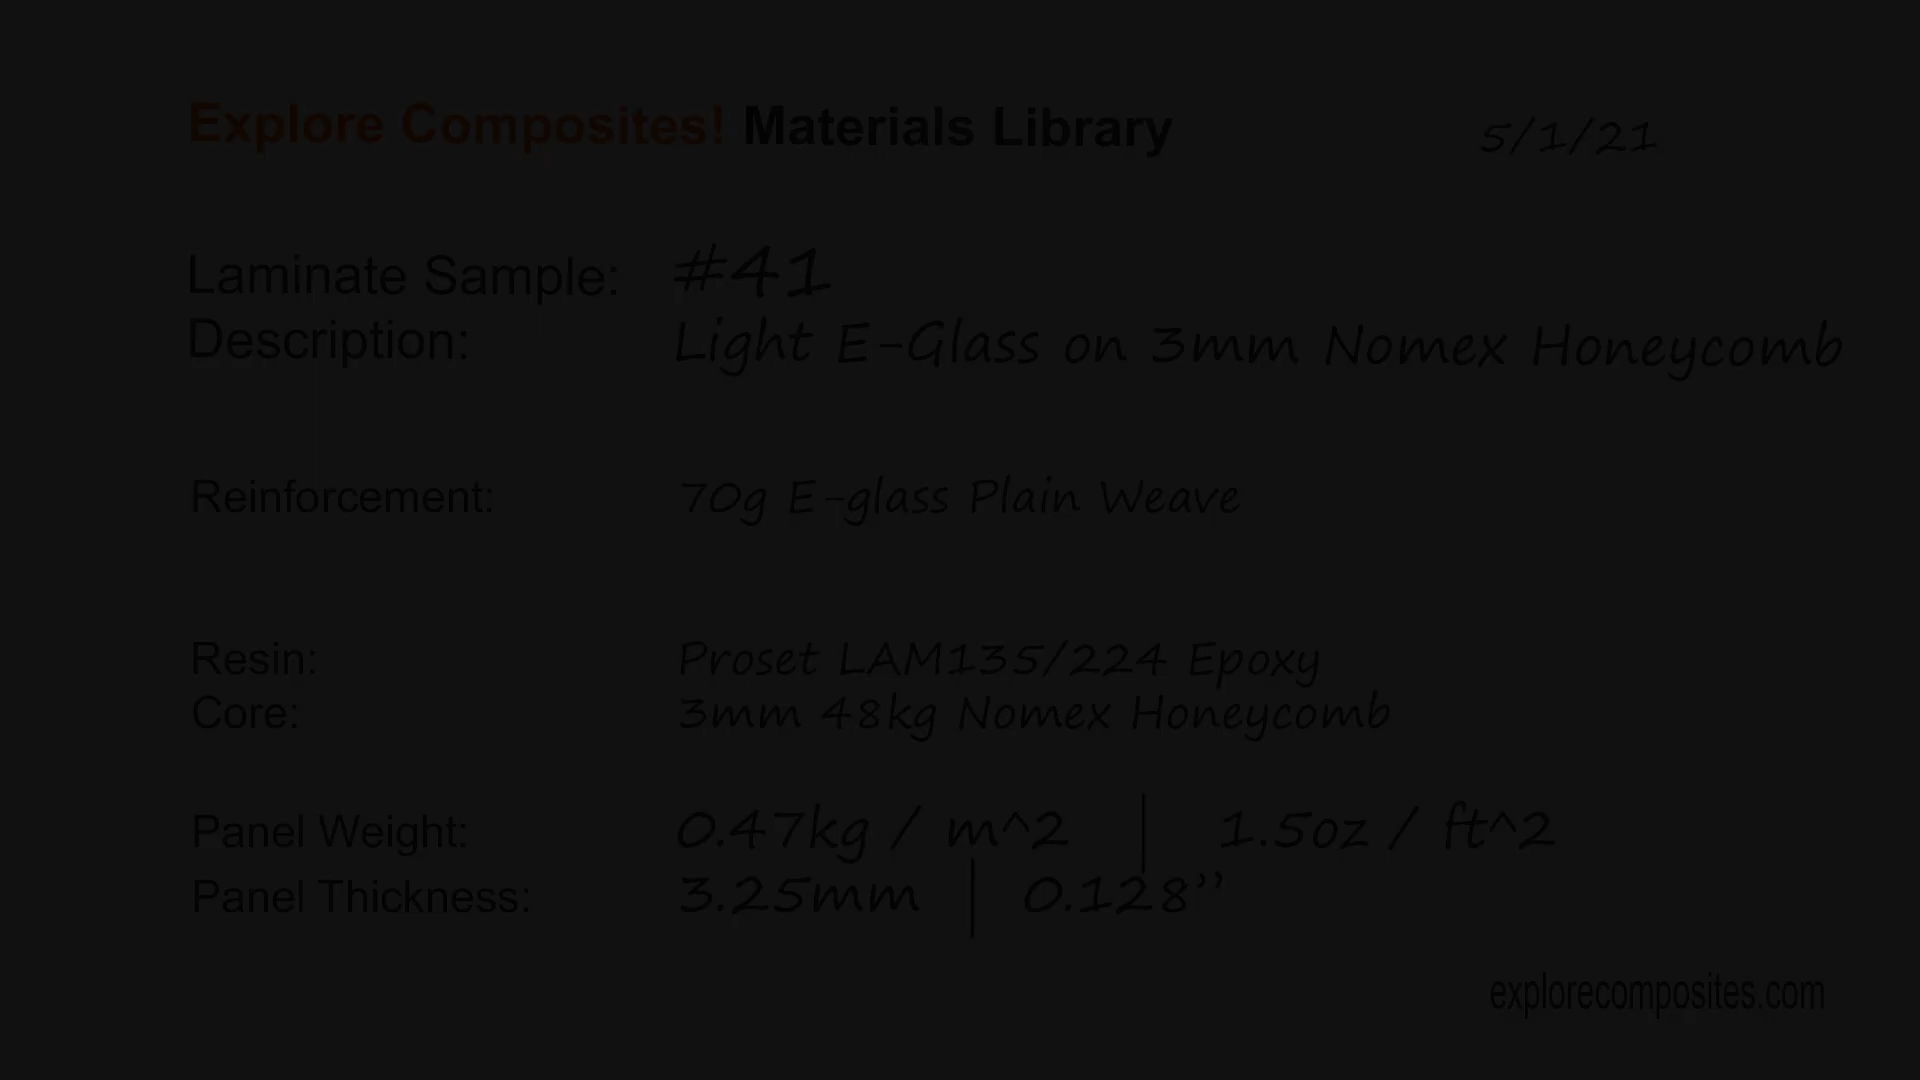 Explore Composites! Materials Library 5/1/21
Laminate Sample: #41
Description: Light E-Glass on 3mm Nomex Honeycomb
Reinforcement: 70g E-glass Plain Weave
Resin: Proset LAM135/224 Epoxy
Core: 3mm 48kg Nomex Honeycomb
Panel Weight: 0.47kg / m^2 | 1.5oz / ft^2
Panel Thickness: 3.25mm | 0.128”
explorecomposites.com